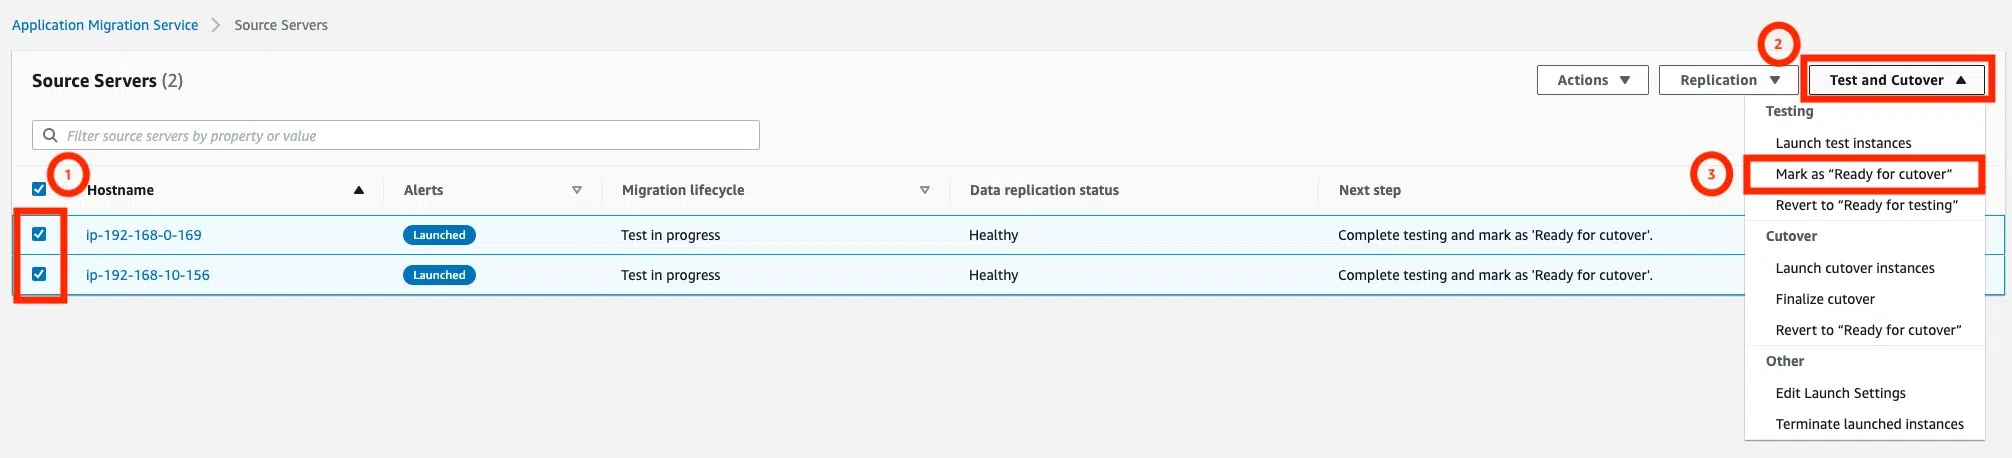 Application Migration Service > Source Servers
2
Source Servers (2)
Actions ▼ Replication ▼ Test and Cutover ▲
Testing
Filter source servers by property or value
Launch test instances
1
3
Mark as “Ready for cutover”
Hostname ▲ Alerts ▽ Migration lifecycle ▽ Data replication status Next step
Revert to “Ready for testing”
ip-192-168-0-169 Launched Test in progress Healthy Complete testing and mark as 'Ready for cutover'.
Cutover
Launch cutover instances
ip-192-168-10-156 Launched Test in progress Healthy Complete testing and mark as 'Ready for cutover'.
Finalize cutover
Revert to “Ready for cutover”
Other
Edit Launch Settings
Terminate launched instances